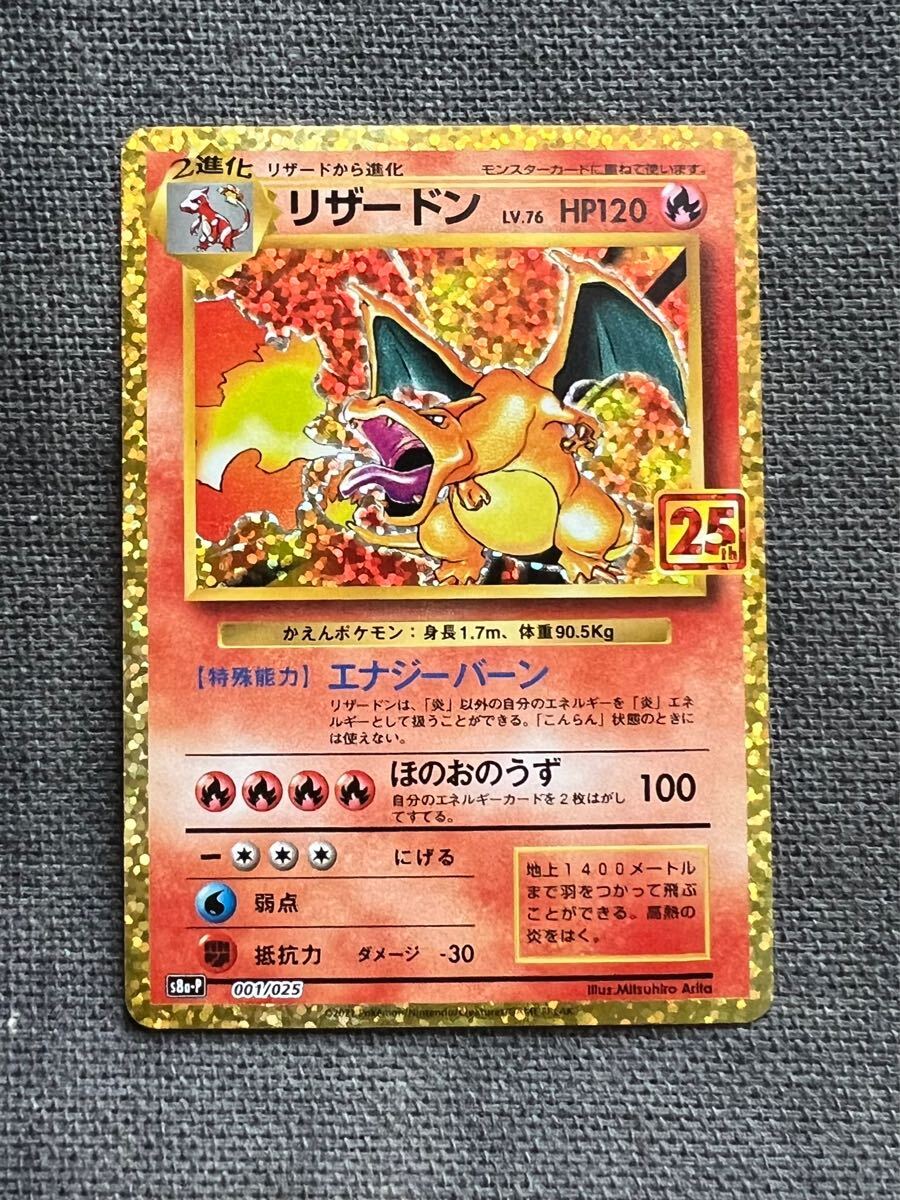 2進化 リザードから進化 モンスターカードに重ねて使います。
リザードン LV.76 HP120
25th
かえんポケモン:身長1.7m、体重90.5Kg
【特殊能力】エナジーバーン
リザードンは、「炎」以外の自分のエネルギーを「炎」エネ
ルギーとして扱うことができる。「こんらん」状態のときに
は使えない。
ほのおのうず 100
自分のエネルギーカードを2枚はがし
てすてる。
ー にげる
弱点
抵抗力 ダメージ -30
地上1400メートル
まで羽をつかって飛ぶ
ことができる。高熱の
炎をはく。
s8a-P 001/025 Illus.Mitsuhiro Arita
©2021 Pokémon/Nintendo/Creatures/GAME FREAK